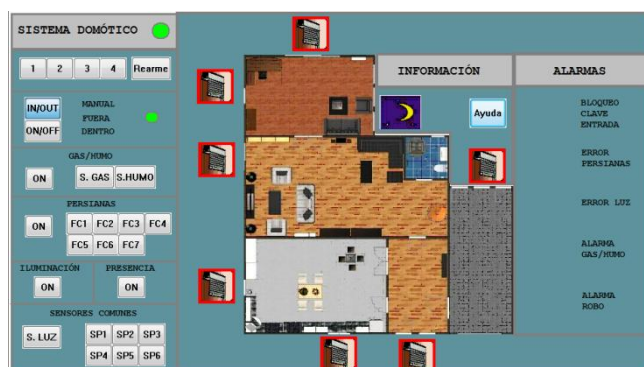 SISTEMA DOMÓTICO
1 2 3 4 Rearme
IN/OUT
ON/OFF
MANUAL
FUERA
DENTRO
GAS/HUMO
ON S. GAS S.HUMO
PERSIANAS
ON FC1 FC2 FC3 FC4
FC5 FC6 FC7
ILUMINACIÓN PRESENCIA
ON ON
SENSORES COMUNES
S. LUZ SP1 SP2 SP3
SP4 SP5 SP6
INFORMACIÓN
Ayuda
ALARMAS
BLOQUEO
CLAVE
ENTRADA
ERROR
PERSIANAS
ERROR LUZ
ALARMA
GAS/HUMO
ALARMA
ROBO